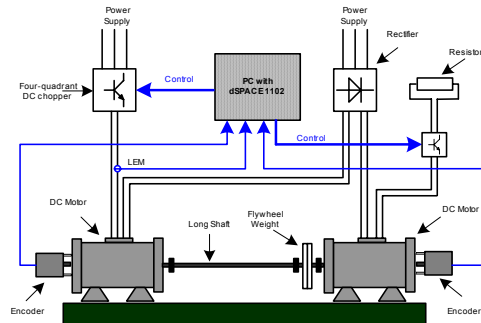 Power
Supply
Power
Supply
Rectifier
Resistor
Four-quadrant
DC chopper
Control
PC with
dSPACE1102
Control
LEM
DC Motor
Long Shaft
Flywheel
Weight
DC Motor
Encoder
Encoder